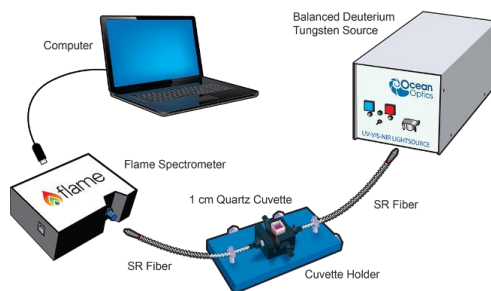 Balanced Deuterium
Tungsten Source
Computer
Ocean
Optics
UV-VIS-NIR LIGHTSOURCE
Flame Spectrometer
flame
1 cm Quartz Cuvette
SR Fiber
SR Fiber
Cuvette Holder